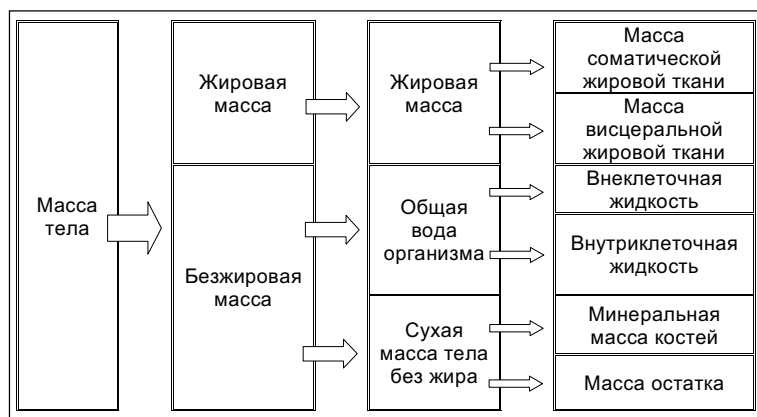 Масса
тела
Жировая
масса
Безжировая
масса
Жировая
масса
Общая
вода
организма
Сухая
масса тела
без жира
Масса
соматической
жировой ткани
Масса
висцеральной
жировой ткани
Внеклеточная
жидкость
Внутриклеточная
жидкость
Минеральная
масса костей
Масса остатка